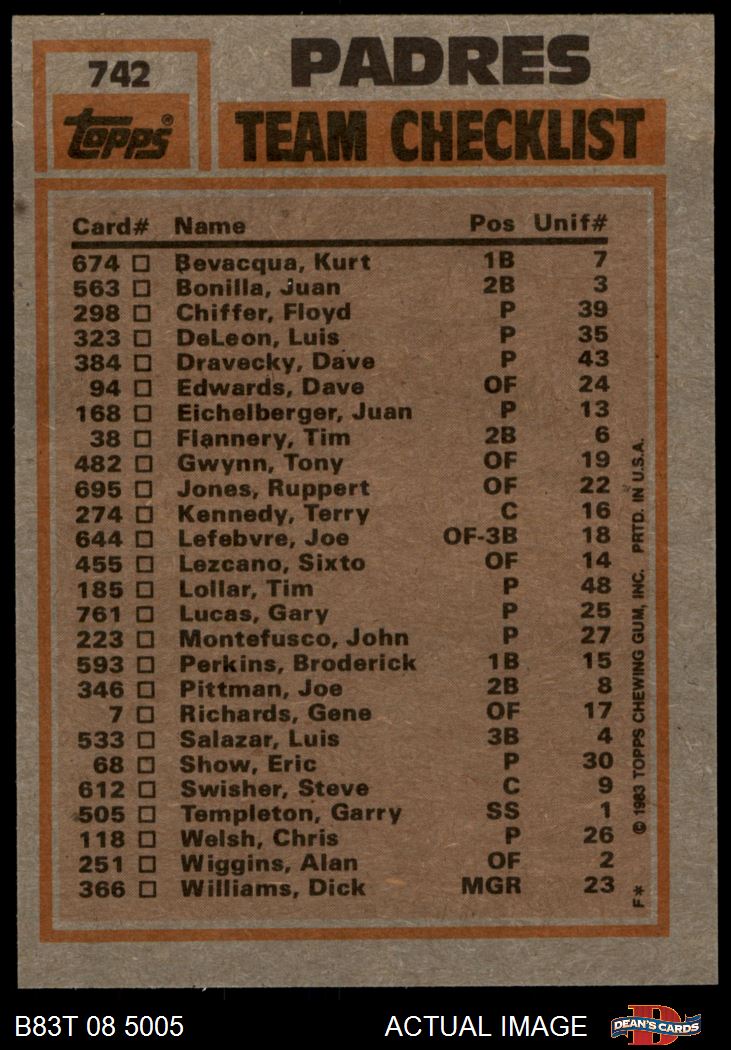 742
PADRES
topps®
TEAM CHECKLIST
Card# Name Pos Unif#
674 □ Bevacqua, Kurt 1B 7
563 □ Bonilla, Juan 2B 3
298 □ Chiffer, Floyd P 39
323 □ DeLeon, Luis P 35
384 □ Dravecky, Dave P 43
94 □ Edwards, Dave OF 24
168 □ Eichelberger, Juan P 13
38 □ Flannery, Tim 2B 6
482 □ Gwynn, Tony OF 19
695 □ Jones, Ruppert OF 22
274 □ Kennedy, Terry C 16
644 □ Lefebvre, Joe OF-3B 18
455 □ Lezcano, Sixto OF 14
185 □ Lollar, Tim P 48
761 □ Lucas, Gary P 25
223 □ Montefusco, John P 27
593 □ Perkins, Broderick 1B 15
346 □ Pittman, Joe 2B 8
7 □ Richards, Gene OF 17
533 □ Salazar, Luis 3B 4
68 □ Show, Eric P 30
612 □ Swisher, Steve C 9
505 □ Templeton, Garry SS 1
118 □ Welsh, Chris P 26
251 □ Wiggins, Alan OF 2
366 □ Williams, Dick MGR 23
F* © 1983 TOPPS CHEWING GUM, INC. PRTD. IN U.S.A.
B83T 08 5005 ACTUAL IMAGE
D
DEAN'S CARDS